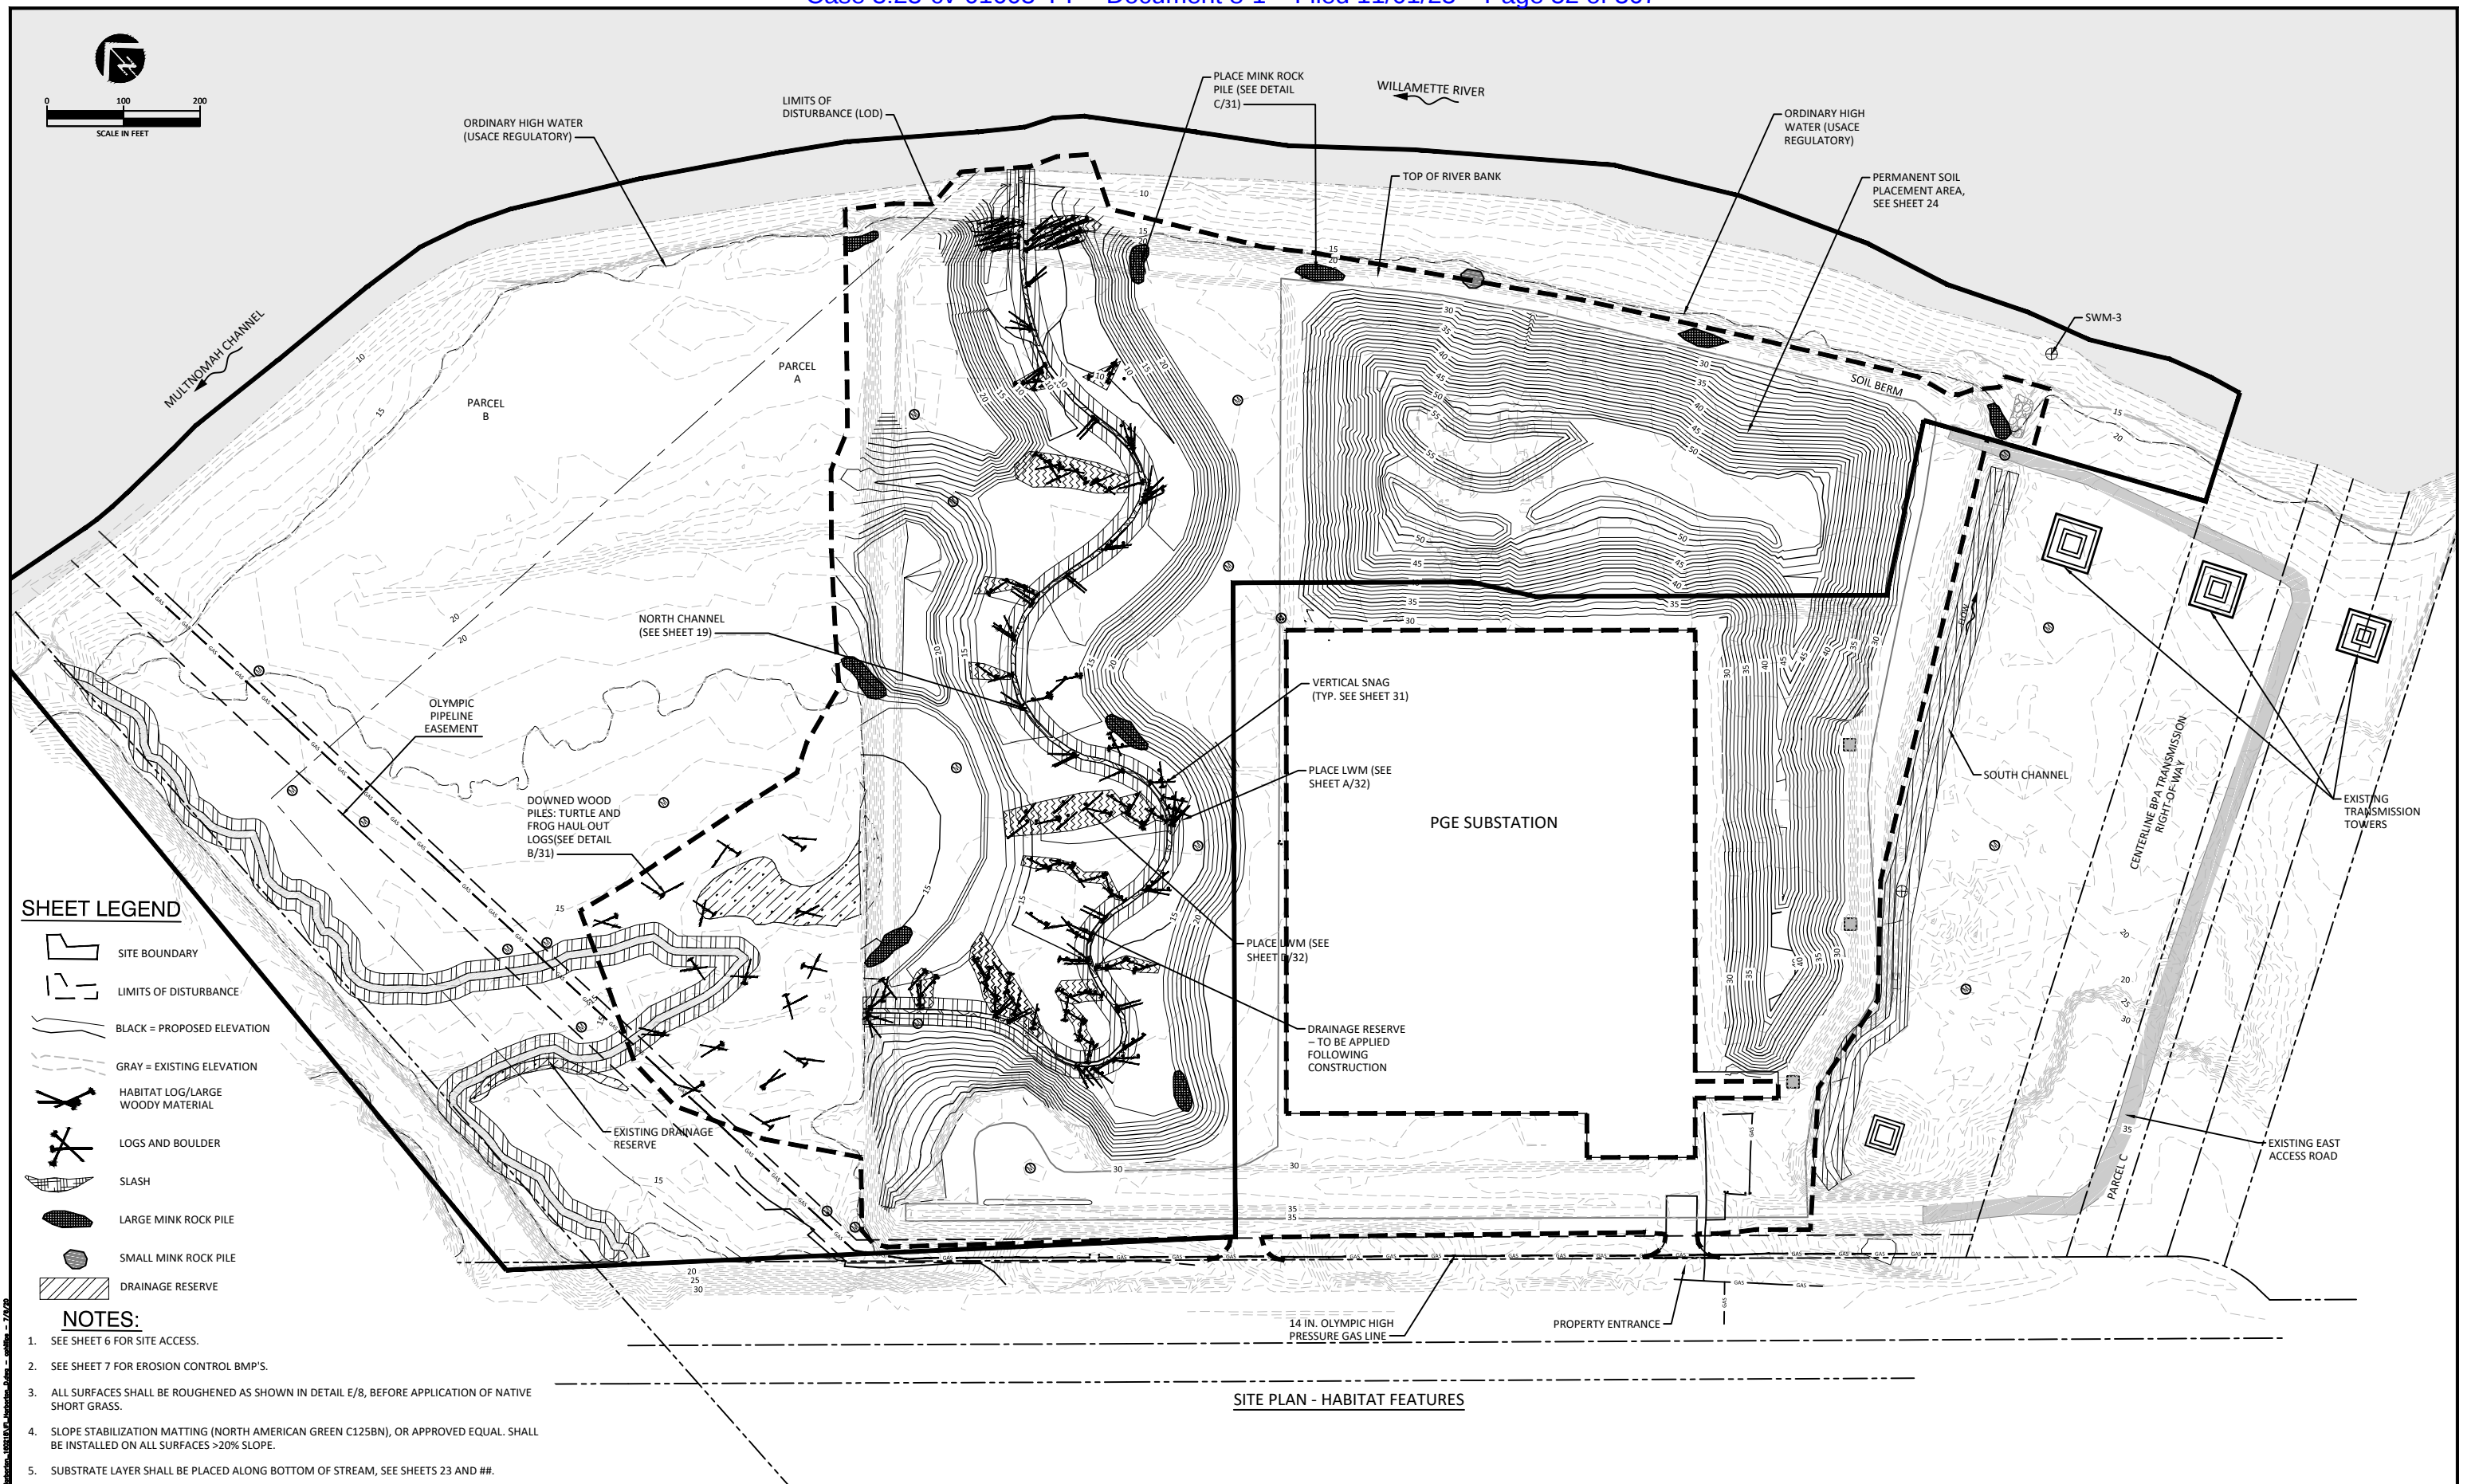 0 100 200
SCALE IN FEET
ORDINARY HIGH WATER
(USACE REGULATORY)
LIMITS OF
DISTURBANCE (LOD)
PLACE MINK ROCK
PILE (SEE DETAIL
C/31)
WILLAMETTE RIVER
ORDINARY HIGH
WATER (USACE
REGULATORY)
TOP OF RIVER BANK
PERMANENT SOIL
PLACEMENT AREA,
SEE SHEET 24
SWM-3
SOIL BERM
MULTNOMAH CHANNEL
PARCEL
A
PARCEL
B
NORTH CHANNEL
(SEE SHEET 19)
OLYMPIC
PIPELINE
EASEMENT
DOWNED WOOD
PILES: TURTLE AND
FROG HAUL OUT
LOGS(SEE DETAIL
B/31)
VERTICAL SNAG
(TYP. SEE SHEET 31)
PLACE LWM (SEE
SHEET A/32)
PGE SUBSTATION
FLOW
SOUTH CHANNEL
CENTERLINE BPA TRANSMISSION
RIGHT-OF-WAY
EXISTING
TRANSMISSION
TOWERS
PLACE LWM (SEE
SHEET D/32)
DRAINAGE RESERVE
– TO BE APPLIED
FOLLOWING
CONSTRUCTION
EXISTING DRAINAGE
RESERVE
EXISTING EAST
ACCESS ROAD
PARCEL C
14 IN. OLYMPIC HIGH
PRESSURE GAS LINE
PROPERTY ENTRANCE
SITE PLAN - HABITAT FEATURES
SHEET LEGEND
SITE BOUNDARY
LIMITS OF DISTURBANCE
BLACK = PROPOSED ELEVATION
GRAY = EXISTING ELEVATION
HABITAT LOG/LARGE
WOODY MATERIAL
LOGS AND BOULDER
SLASH
LARGE MINK ROCK PILE
SMALL MINK ROCK PILE
DRAINAGE RESERVE
NOTES:
1. SEE SHEET 6 FOR SITE ACCESS.
2. SEE SHEET 7 FOR EROSION CONTROL BMP'S.
3. ALL SURFACES SHALL BE ROUGHENED AS SHOWN IN DETAIL E/8, BEFORE APPLICATION OF NATIVE
SHORT GRASS.
4. SLOPE STABILIZATION MATTING (NORTH AMERICAN GREEN C125BN), OR APPROVED EQUAL. SHALL
BE INSTALLED ON ALL SURFACES >20% SLOPE.
5. SUBSTRATE LAYER SHALL BE PLACED ALONG BOTTOM OF STREAM, SEE SHEETS 23 AND ##.